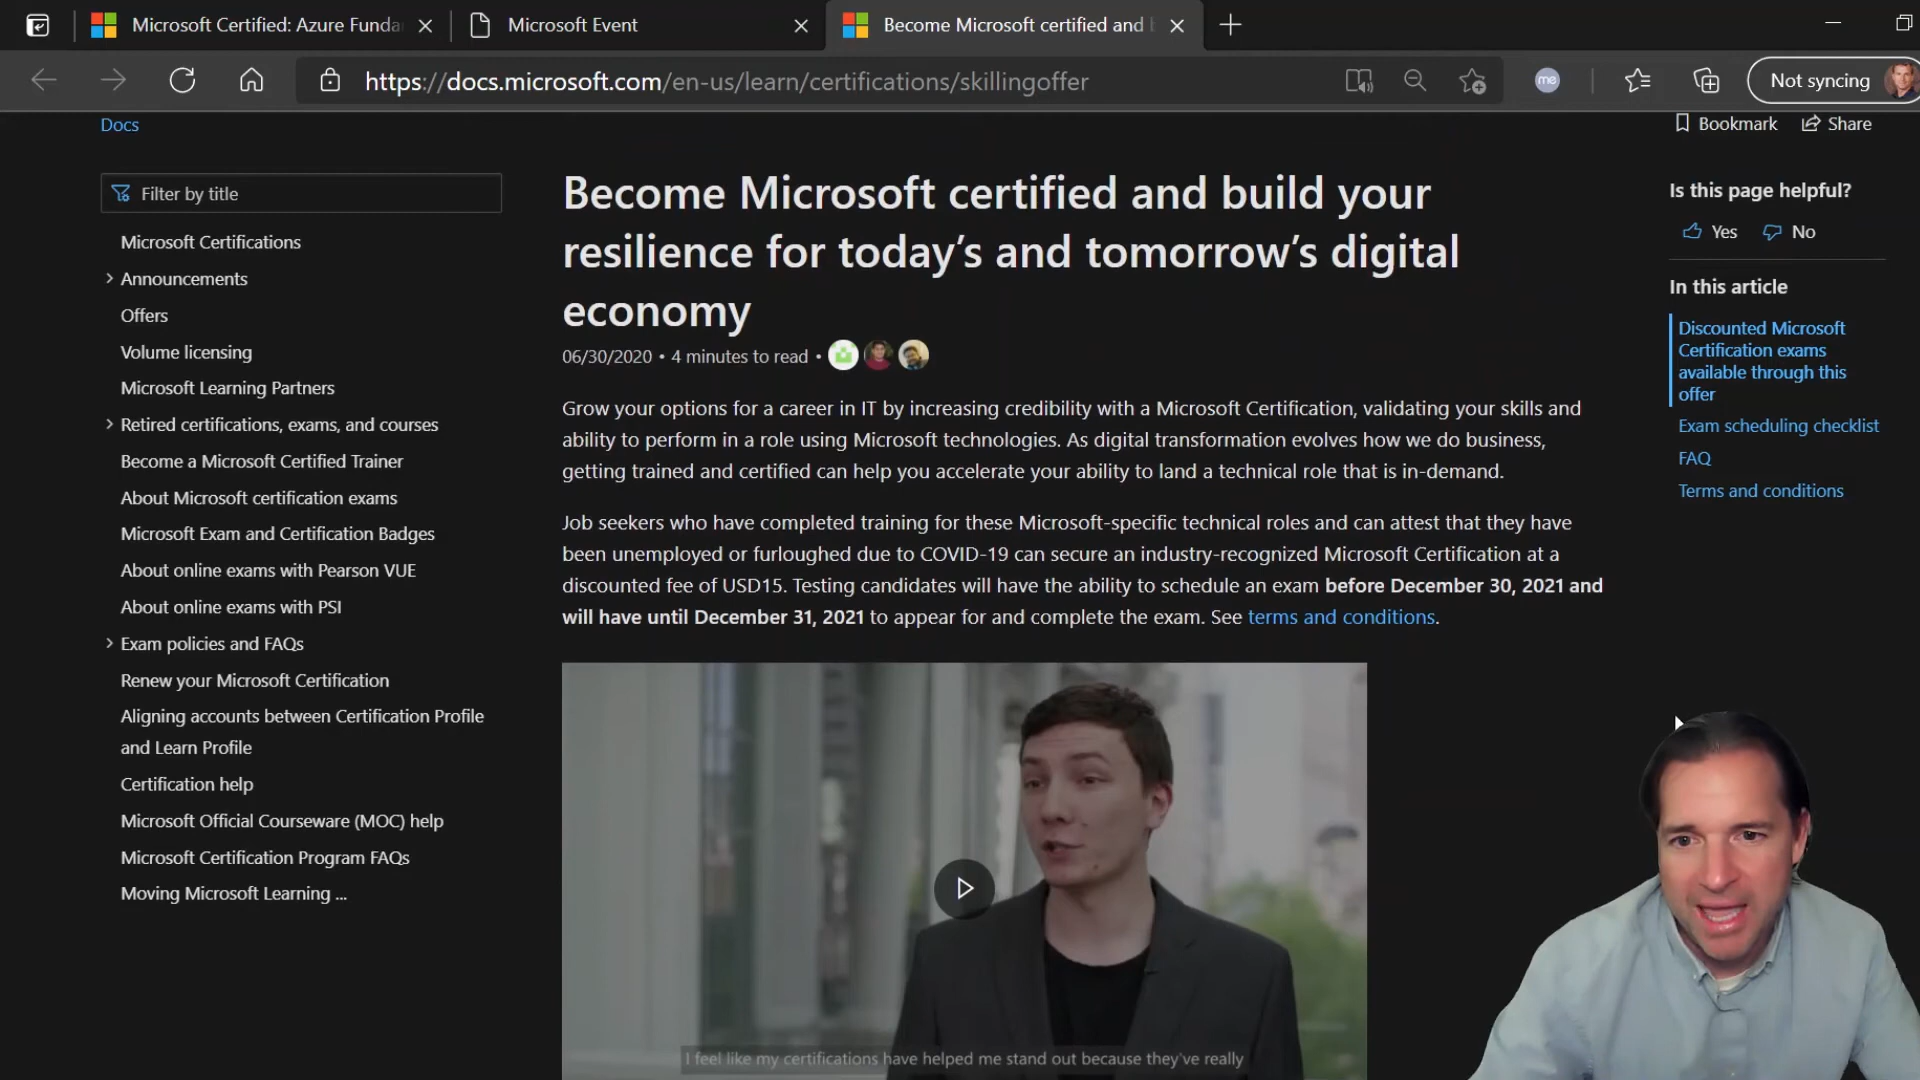 Microsoft Certified: Azure Funda
Microsoft Event
Become Microsoft certified and
https://docs.microsoft.com/en-us/learn/certifications/skillingoffer
me
Not syncing
Docs
Bookmark
Share
Filter by title
Microsoft Certifications
Announcements
Offers
Volume licensing
Microsoft Learning Partners
Retired certifications, exams, and courses
Become a Microsoft Certified Trainer
About Microsoft certification exams
Microsoft Exam and Certification Badges
About online exams with Pearson VUE
About online exams with PSI
Exam policies and FAQs
Renew your Microsoft Certification
Aligning accounts between Certification Profile
and Learn Profile
Certification help
Microsoft Official Courseware (MOC) help
Microsoft Certification Program FAQs
Moving Microsoft Learning ...
Become Microsoft certified and build your
resilience for today’s and tomorrow’s digital
economy
06/30/2020 • 4 minutes to read •
Grow your options for a career in IT by increasing credibility with a Microsoft Certification, validating your skills and
ability to perform in a role using Microsoft technologies. As digital transformation evolves how we do business,
getting trained and certified can help you accelerate your ability to land a technical role that is in-demand.
Job seekers who have completed training for these Microsoft-specific technical roles and can attest that they have
been unemployed or furloughed due to COVID-19 can secure an industry-recognized Microsoft Certification at a
discounted fee of USD15. Testing candidates will have the ability to schedule an exam before December 30, 2021 and
will have until December 31, 2021 to appear for and complete the exam. See terms and conditions.
I feel like my certifications have helped me stand out because they've really
Is this page helpful?
Yes
No
In this article
Discounted Microsoft
Certification exams
available through this
offer
Exam scheduling checklist
FAQ
Terms and conditions